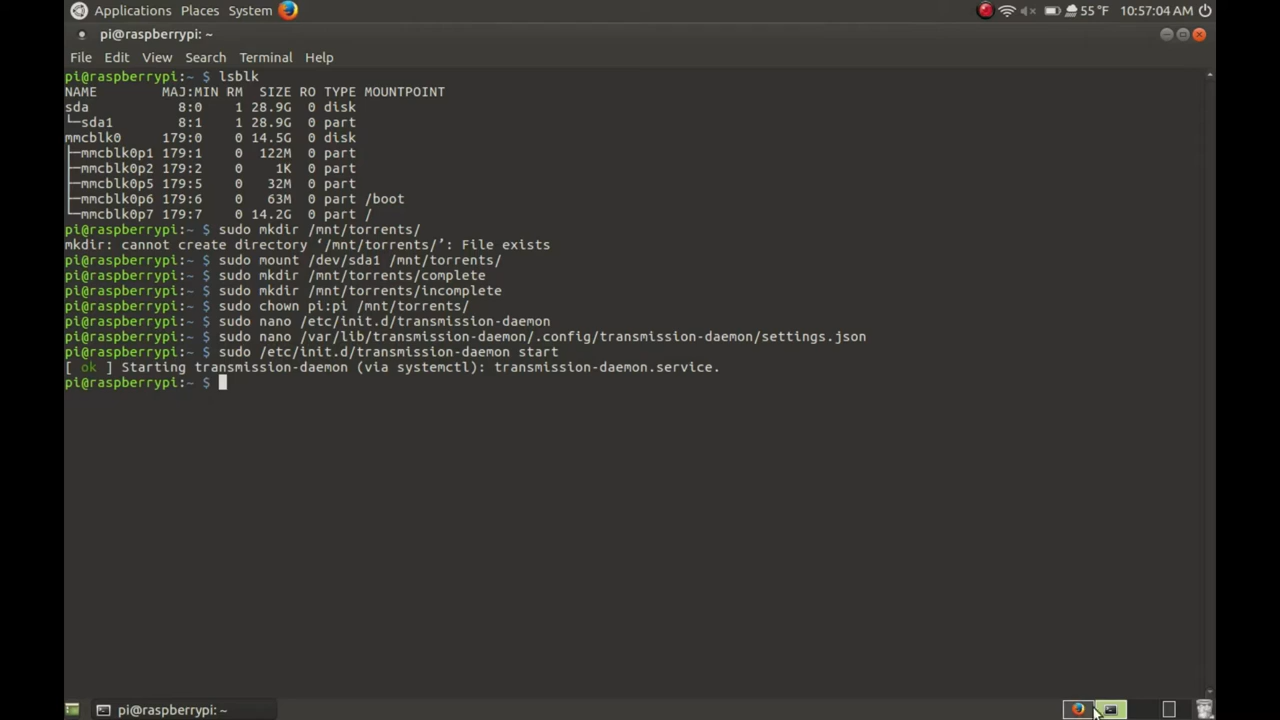 Applications Places System 55 °F 10:57:04 AM
pi@raspberrypi: ~
File Edit View Search Terminal Help
pi@raspberrypi:~ $ lsblk
NAME        MAJ:MIN RM  SIZE RO TYPE MOUNTPOINT
sda           8:0    1 28.9G  0 disk
└─sda1        8:1    1 28.9G  0 part
mmcblk0     179:0    0 14.5G  0 disk
├─mmcblk0p1 179:1    0  122M  0 part
├─mmcblk0p2 179:2    0    1K  0 part
├─mmcblk0p5 179:5    0   32M  0 part
├─mmcblk0p6 179:6    0   63M  0 part /boot
└─mmcblk0p7 179:7    0 14.2G  0 part /
pi@raspberrypi:~ $ sudo mkdir /mnt/torrents/
mkdir: cannot create directory ‘/mnt/torrents/’: File exists
pi@raspberrypi:~ $ sudo mount /dev/sda1 /mnt/torrents/
pi@raspberrypi:~ $ sudo mkdir /mnt/torrents/complete
pi@raspberrypi:~ $ sudo mkdir /mnt/torrents/incomplete
pi@raspberrypi:~ $ sudo chown pi:pi /mnt/torrents/
pi@raspberrypi:~ $ sudo nano /etc/init.d/transmission-daemon
pi@raspberrypi:~ $ sudo nano /var/lib/transmission-daemon/.config/transmission-daemon/settings.json
pi@raspberrypi:~ $ sudo /etc/init.d/transmission-daemon start
[ ok ] Starting transmission-daemon (via systemctl): transmission-daemon.service.
pi@raspberrypi:~ $
pi@raspberrypi: ~